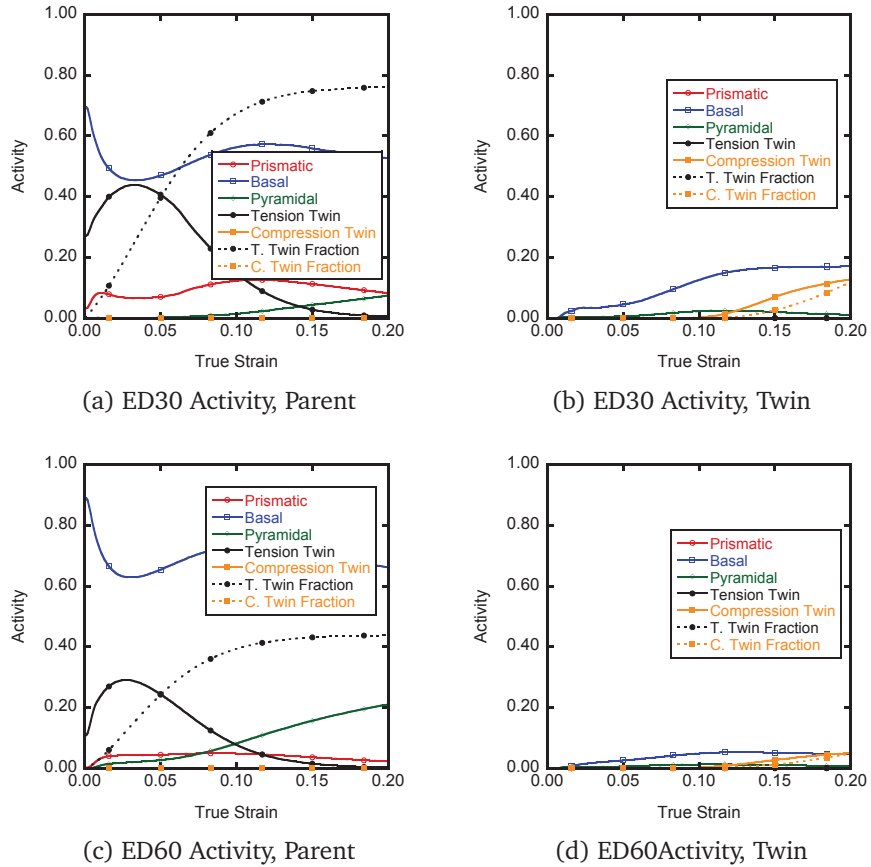 1.00
0.80
0.60
0.40
0.20
0.00
Activity
0.00 0.05 0.10 0.15 0.20
True Strain
Prismatic
Basal
Pyramidal
Tension Twin
Compression Twin
T. Twin Fraction
C. Twin Fraction
(a) ED30 Activity, Parent
1.00
0.80
0.60
0.40
0.20
0.00
Activity
0.00 0.05 0.10 0.15 0.20
True Strain
Prismatic
Basal
Pyramidal
Tension Twin
Compression Twin
T. Twin Fraction
C. Twin Fraction
(b) ED30 Activity, Twin
1.00
0.80
0.60
0.40
0.20
0.00
Activity
0.00 0.05 0.10 0.15 0.20
True Strain
Prismatic
Basal
Pyramidal
Tension Twin
Compression Twin
T. Twin Fraction
C. Twin Fraction
(c) ED60 Activity, Parent
1.00
0.80
0.60
0.40
0.20
0.00
Activity
0.00 0.05 0.10 0.15 0.20
True Strain
Prismatic
Basal
Pyramidal
Tension Twin
Compression Twin
T. Twin Fraction
C. Twin Fraction
(d) ED60Activity, Twin